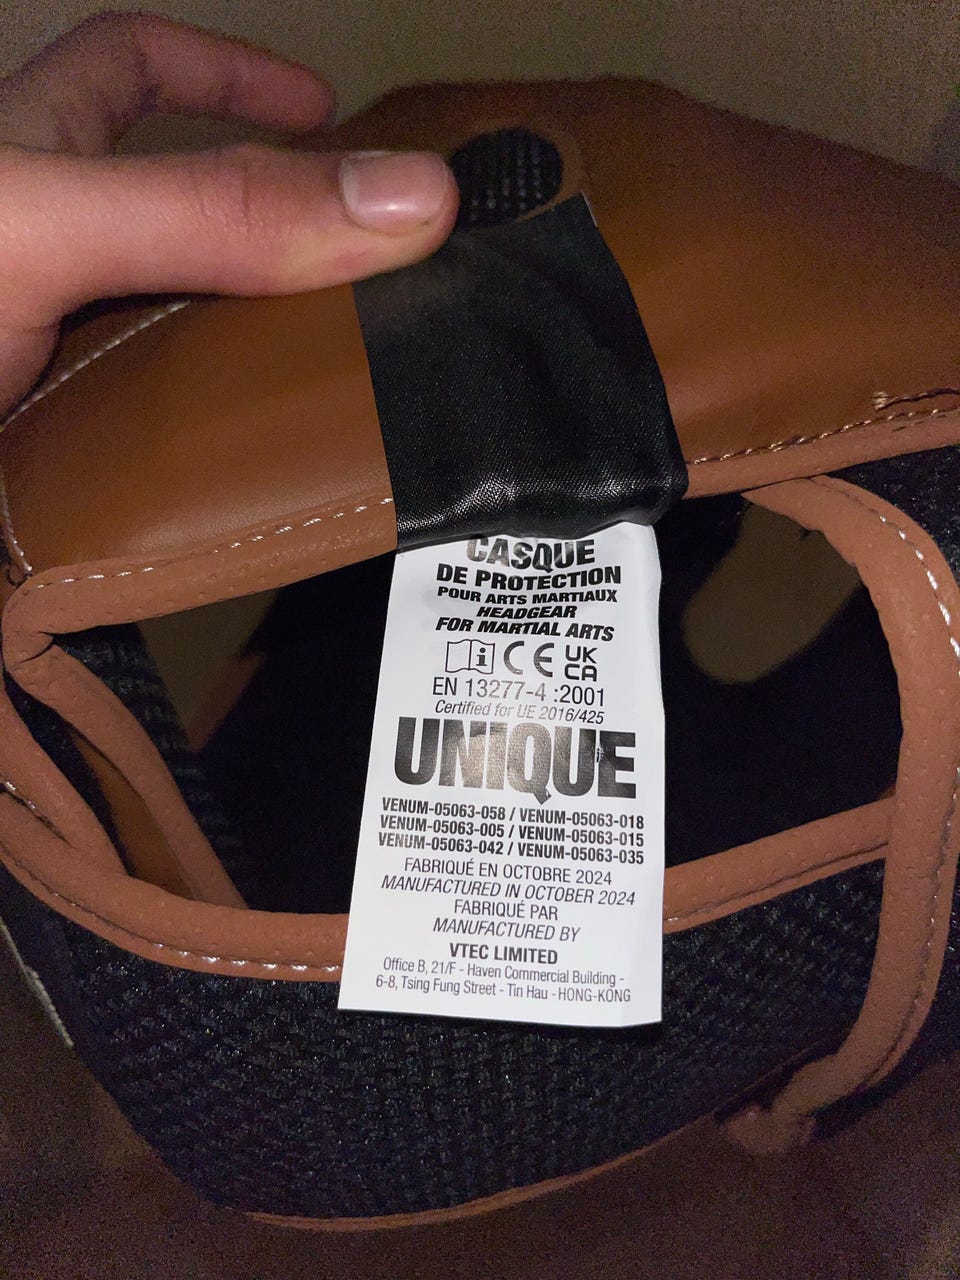 CASQUE
DE PROTECTION
POUR ARTS MARTIAUX
HEADGEAR
FOR MARTIAL ARTS
i CE UK
CA
EN 13277-4 :2001
Certified for UE 2016/425
UNIQUE
VENUM-05063-058 / VENUM-05063-018
VENUM-05063-005 / VENUM-05063-015
VENUM-05063-042 / VENUM-05063-035
FABRIQUÉ EN OCTOBRE 2024
MANUFACTURED IN OCTOBER 2024
FABRIQUÉ PAR
MANUFACTURED BY
VTEC LIMITED
Office B, 21/F - Haven Commercial Building -
6-8, Tsing Fung Street - Tin Hau - HONG-KONG